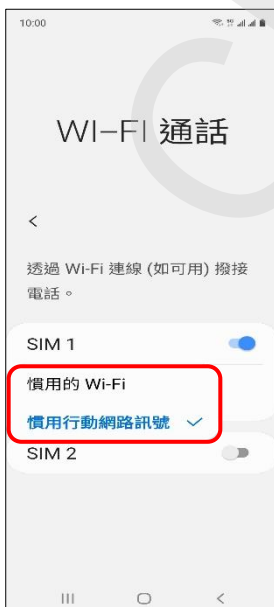 10:00
WI-FI 通話
透過 Wi-Fi 連線 (如可用) 撥接
電話。
SIM 1
慣用的 Wi-Fi
慣用行動網路訊號
SIM 2